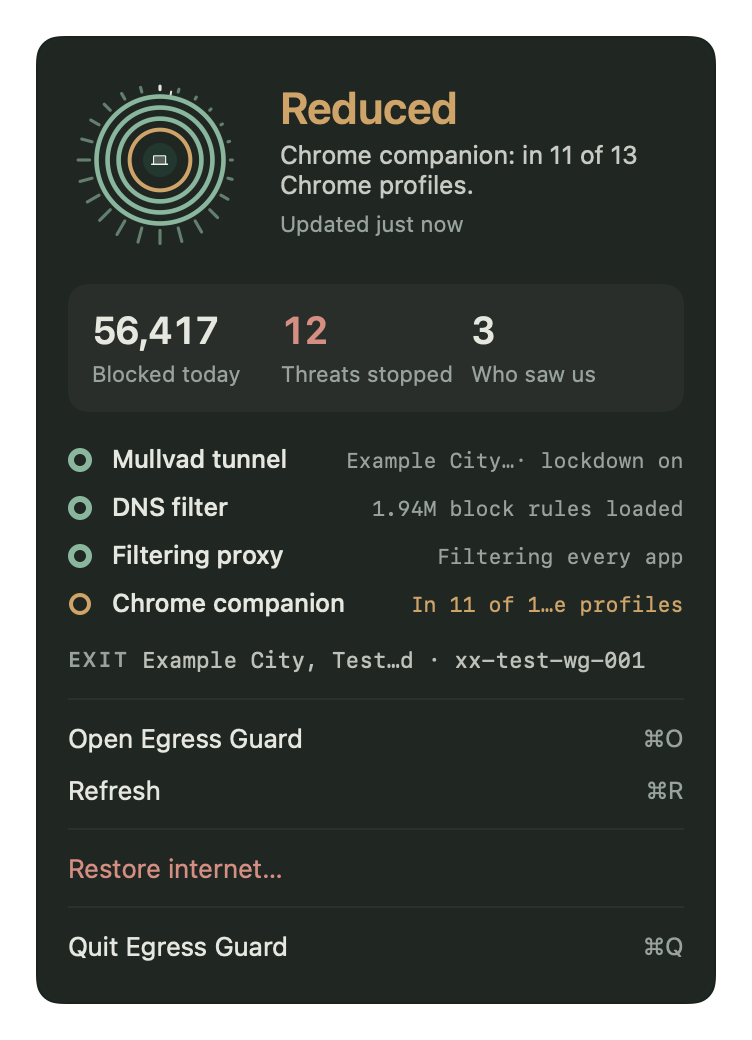 Reduced
Chrome companion: in 11 of 13
Chrome profiles.
Updated just now
56,417 12 3
Blocked today Threats stopped Who saw us
Mullvad tunnel Example City…· lockdown on
DNS filter 1.94M block rules loaded
Filtering proxy Filtering every app
Chrome companion In 11 of 1…e profiles
EXIT Example City, Test…d · xx-test-wg-001
Open Egress Guard ⌘O
Refresh ⌘R
Restore internet…
Quit Egress Guard ⌘Q